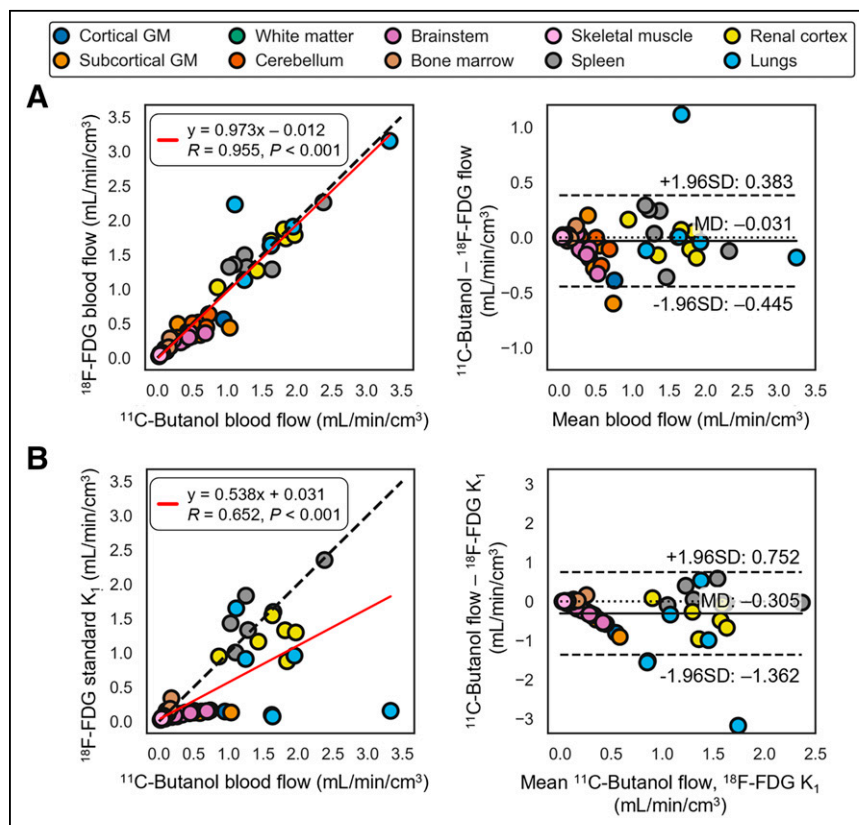 Cortical GM White matter Brainstem Skeletal muscle Renal cortex
Subcortical GM Cerebellum Bone marrow Spleen Lungs
A
¹⁸F-FDG blood flow (mL/min/cm³)
3.5
3.0
2.5
2.0
1.5
1.0
0.5
0.0
y = 0.973x – 0.012
R = 0.955, P < 0.001
0.0 0.5 1.0 1.5 2.0 2.5 3.0 3.5
¹¹C-Butanol blood flow (mL/min/cm³)
¹¹C-Butanol – ¹⁸F-FDG flow
(mL/min/cm³)
1.0
0.5
0.0
−0.5
−1.0
+1.96SD: 0.383
MD: –0.031
-1.96SD: –0.445
0.0 0.5 1.0 1.5 2.0 2.5 3.0 3.5
Mean blood flow (mL/min/cm³)
B
¹⁸F-FDG standard K₁ (mL/min/cm³)
3.5
3.0
2.5
2.0
1.5
1.0
0.5
0.0
y = 0.538x + 0.031
R = 0.652, P < 0.001
0.0 0.5 1.0 1.5 2.0 2.5 3.0 3.5
¹¹C-Butanol blood flow (mL/min/cm³)
¹¹C-Butanol flow – ¹⁸F-FDG K₁
(mL/min/cm³)
3
2
1
0
−1
−2
−3
+1.96SD: 0.752
MD: –0.305
-1.96SD: –1.362
0.0 0.5 1.0 1.5 2.0 2.5
Mean ¹¹C-Butanol flow, ¹⁸F-FDG K₁
(mL/min/cm³)